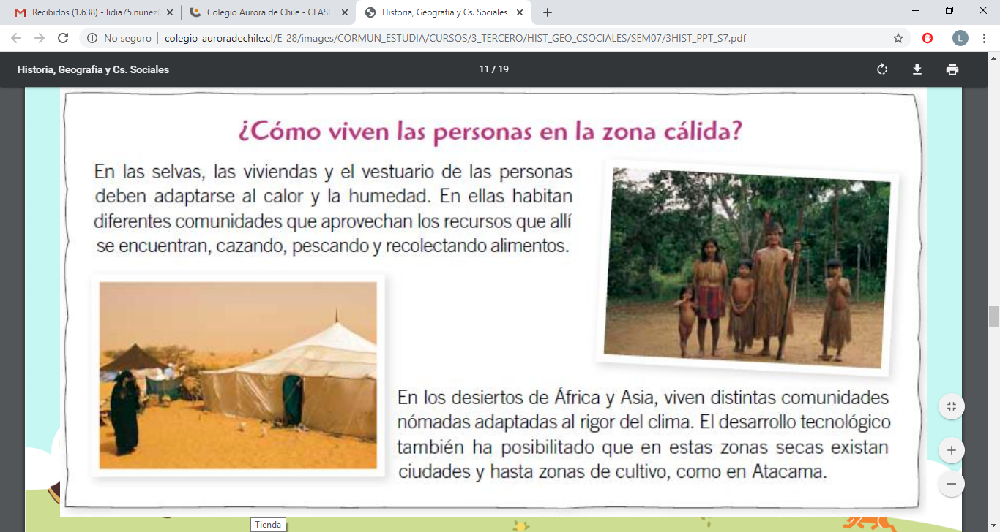 Recibidos (1.638) - lidia75.nunez
Colegio Aurora de Chile - CLASE
Historia, Geografía y Cs. Sociales
No seguro
colegio-auroradechile.cl/E-28/images/CORMUN_ESTUDIA/CURSOS/3_TERCERO/HIST_GEO_CSOCIALES/SEM07/3HIST_PPT_S7.pdf
L
Historia, Geografía y Cs. Sociales
11 / 19
¿Cómo viven las personas en la zona cálida?
En las selvas, las viviendas y el vestuario de las personas
deben adaptarse al calor y la humedad. En ellas habitan
diferentes comunidades que aprovechan los recursos que allí
se encuentran, cazando, pescando y recolectando alimentos.
En los desiertos de África y Asia, viven distintas comunidades
nómadas adaptadas al rigor del clima. El desarrollo tecnológico
también ha posibilitado que en estas zonas secas existan
ciudades y hasta zonas de cultivo, como en Atacama.
Tienda